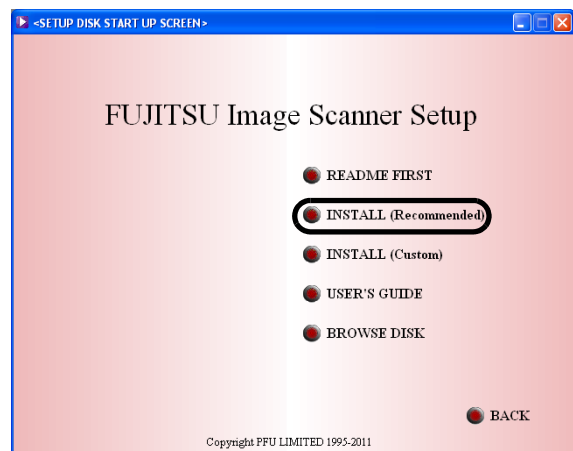 <SETUP DISK START UP SCREEN>
FUJITSU Image Scanner Setup
README FIRST
INSTALL (Recommended)
INSTALL (Custom)
USER'S GUIDE
BROWSE DISK
BACK
Copyright PFU LIMITED 1995-2011